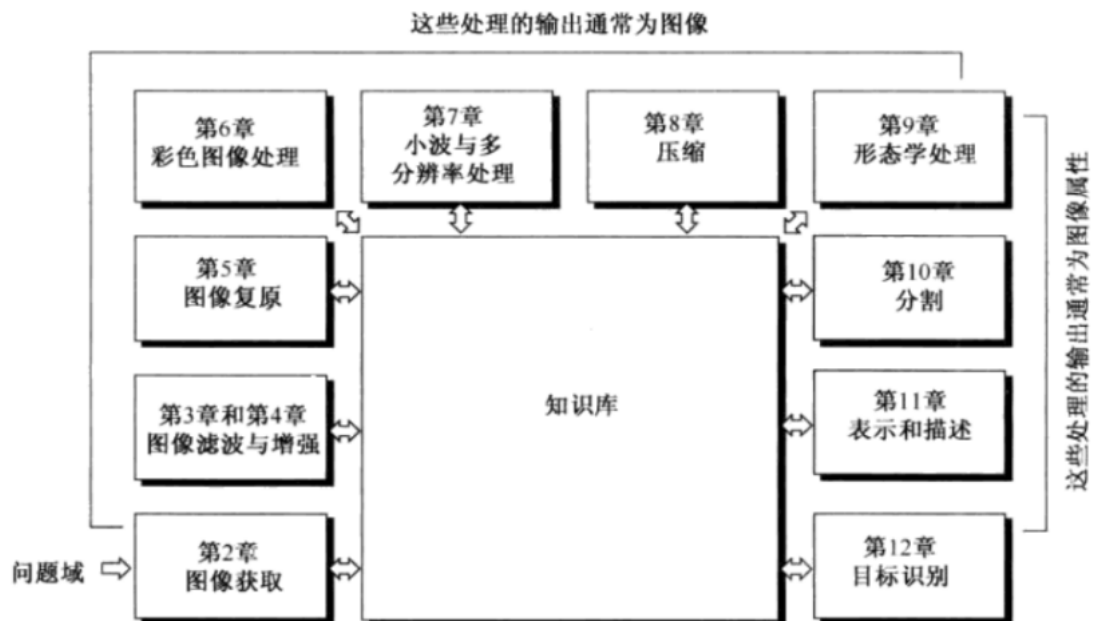 这些处理的输出通常为图像
第6章
彩色图像处理
第7章
小波与多
分辨率处理
第8章
压缩
第9章
形态学处理
第5章
图像复原
第10章
分割
第3章和第4章
图像滤波与增强
知识库
第11章
表示和描述
问题域
第2章
图像获取
第12章
目标识别
这些处理的输出通常为图像属性